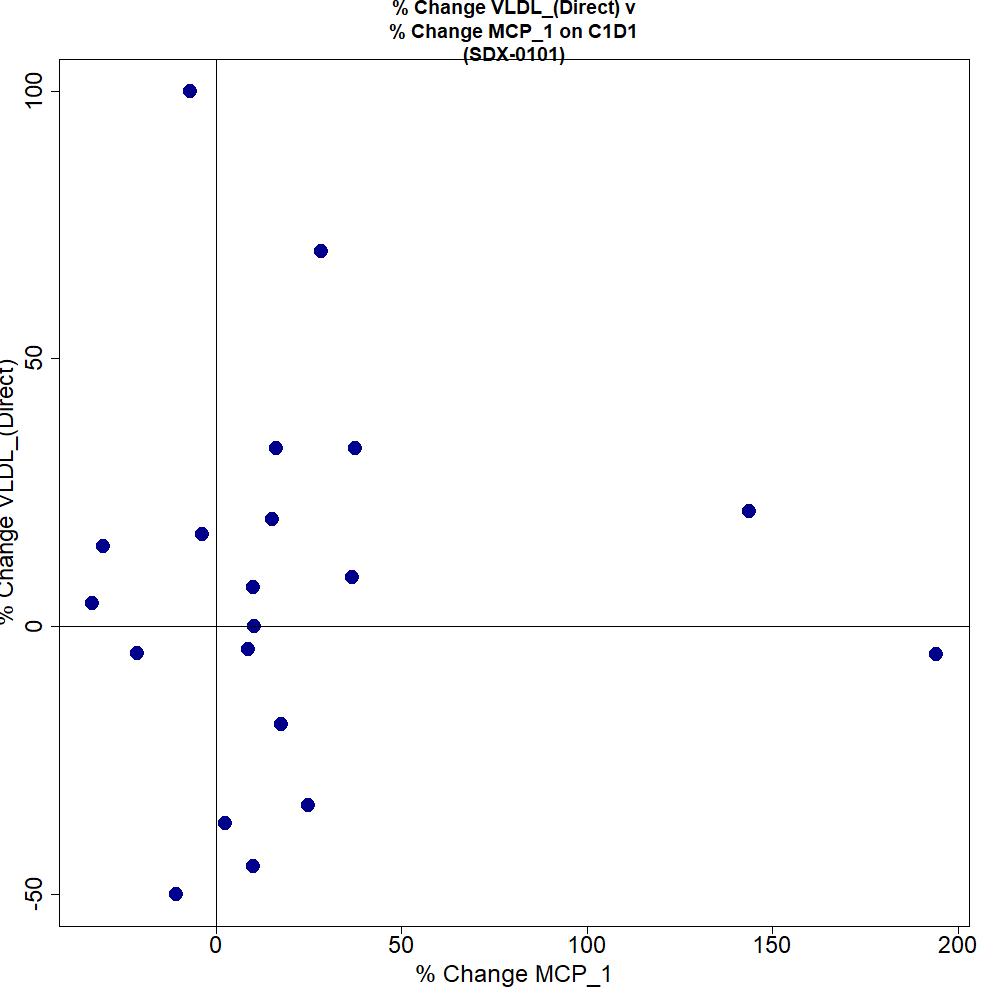 % Change VLDL_(Direct) v
% Change MCP_1 on C1D1
(SDX-0101)
100
50
0
-50
% Change VLDL_(Direct)
0
50
100
150
200
% Change MCP_1